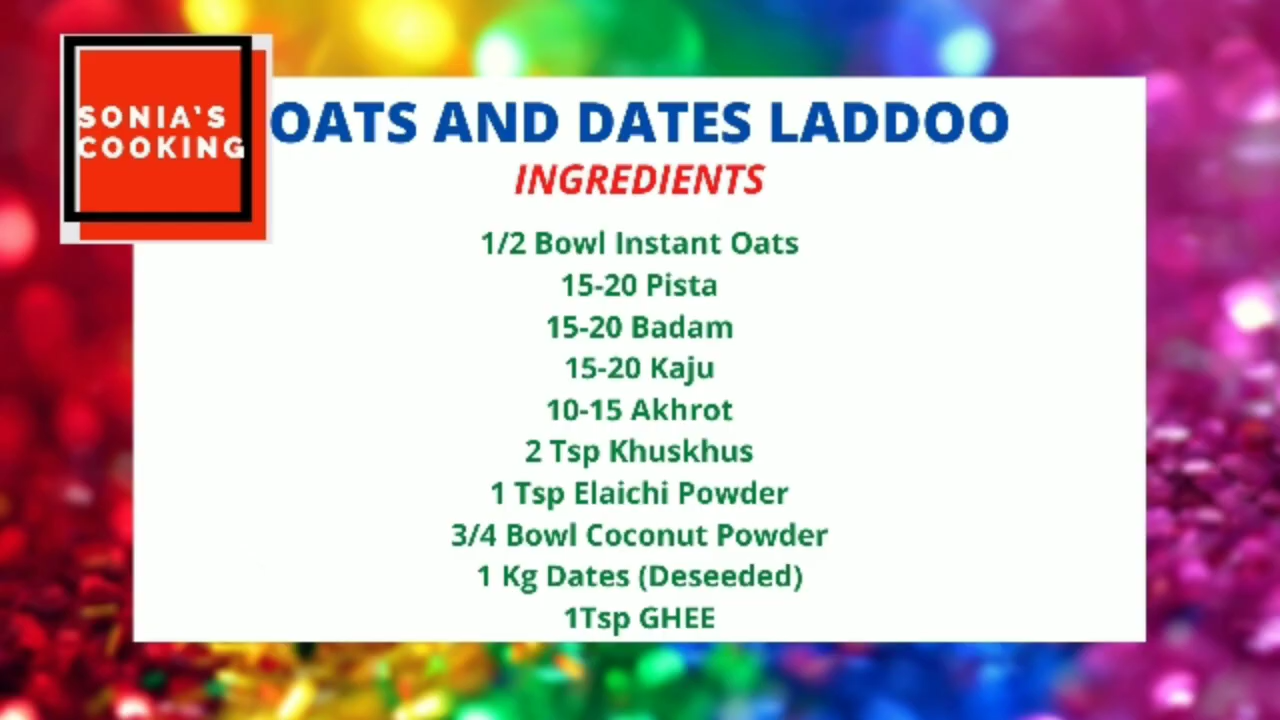 SONIA'S
COOKING
OATS AND DATES LADDOO
INGREDIENTS
1/2 Bowl Instant Oats
15-20 Pista
15-20 Badam
15-20 Kaju
10-15 Akhrot
2 Tsp Khuskhus
1 Tsp Elaichi Powder
3/4 Bowl Coconut Powder
1 Kg Dates (Deseeded)
1Tsp GHEE